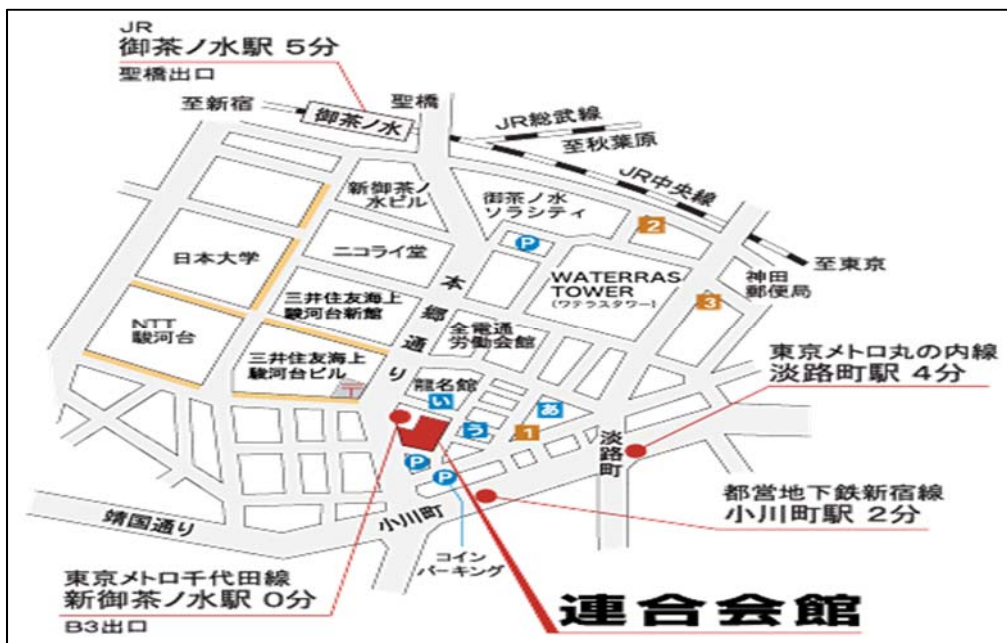 JR
御茶ノ水駅 5分
聖橋出口
至新宿
御茶ノ水
聖橋
JR総武線
至秋葉原
JR中央線
新御茶ノ
水ビル
御茶ノ水
ソラシティ
2
P
日本大学
ニコライ堂
本郷通り
WATERRAS
TOWER
(ワテラスタワー)
至東京
神田
郵便局
3
三井住友海上
駿河台新館
NTT
駿河台
全電通
労働会館
三井住友海上
駿河台ビル
〒
龍名館
い
あ
う
1
東京メトロ丸の内線
淡路町駅 4分
淡路町
P
P
都営地下鉄新宿線
小川町駅 2分
小川町
靖国通り
コイン
パーキング
東京メトロ千代田線
新御茶ノ水駅 0分
B3出口
連合会館